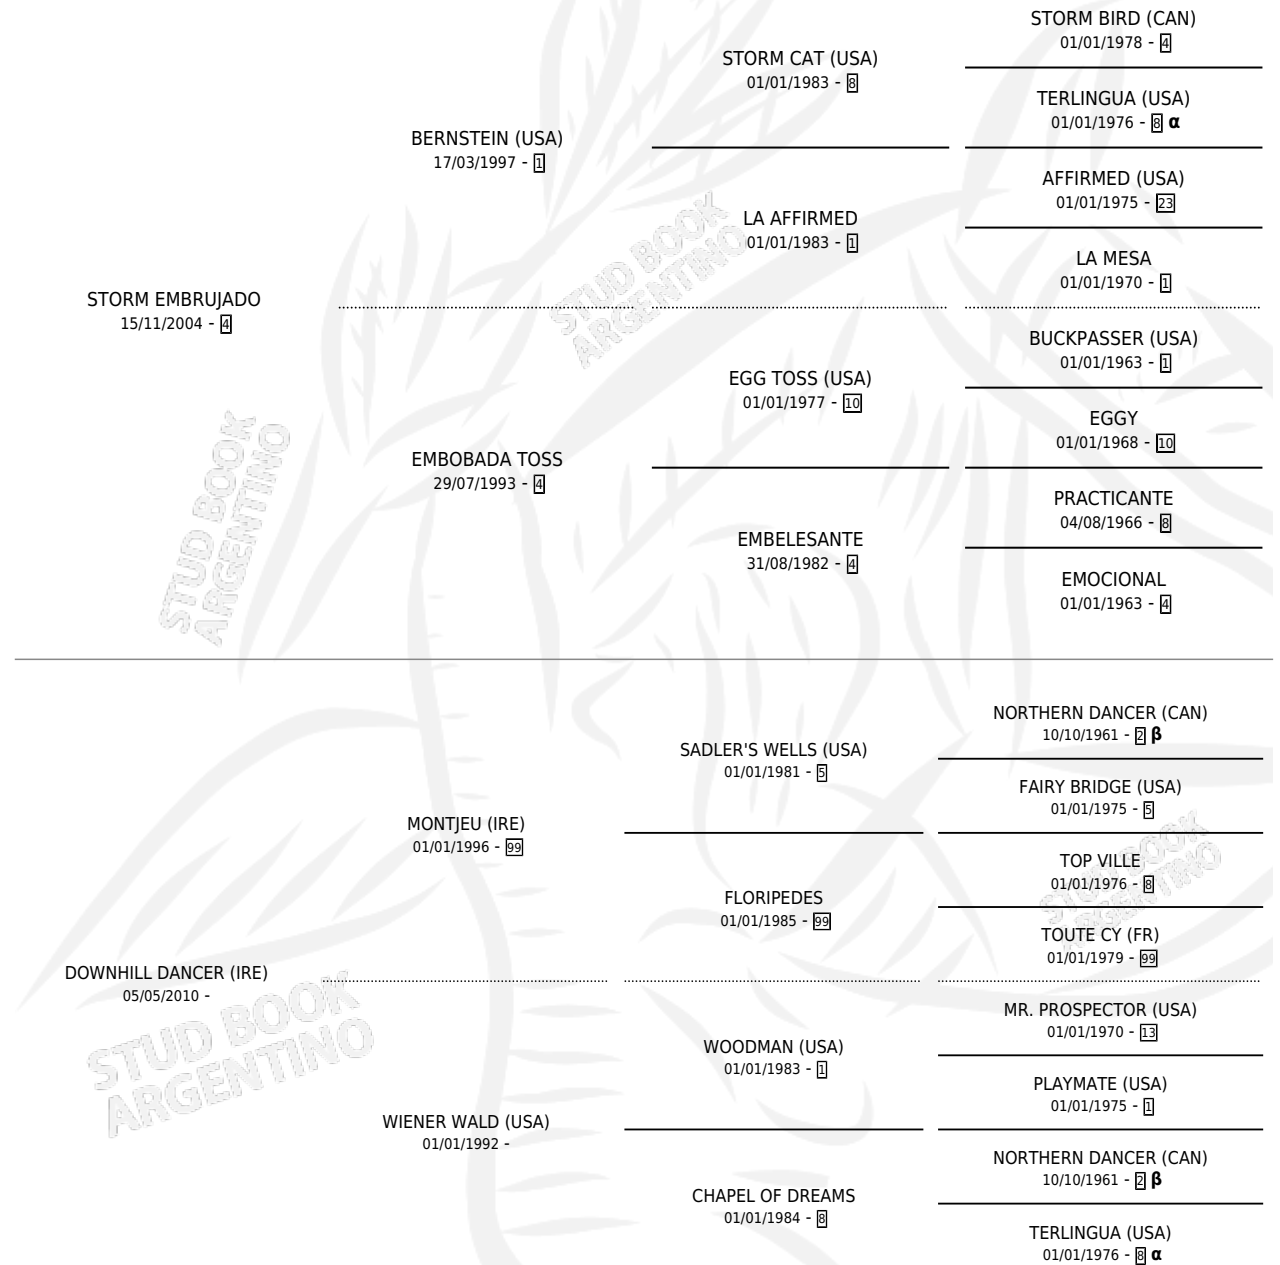 STORM BIRD (CAN)
01/01/1978 - 4
STORM CAT (USA)
01/01/1983 - 8
TERLINGUA (USA)
01/01/1976 - 8 α
BERNSTEIN (USA)
17/03/1997 - 1
AFFIRMED (USA)
01/01/1975 - 23
LA AFFIRMED
01/01/1983 - 1
LA MESA
01/01/1970 - 1
STORM EMBRUJADO
15/11/2004 - 4
BUCKPASSER (USA)
01/01/1963 - 1
EGG TOSS (USA)
01/01/1977 - 10
EGGY
01/01/1968 - 10
EMBOBADA TOSS
29/07/1993 - 4
PRACTICANTE
04/08/1966 - 8
EMBELESANTE
31/08/1982 - 4
EMOCIONAL
01/01/1963 - 4
NORTHERN DANCER (CAN)
10/10/1961 - 2 β
SADLER'S WELLS (USA)
01/01/1981 - 5
FAIRY BRIDGE (USA)
01/01/1975 - 5
MONTJEU (IRE)
01/01/1996 - 99
TOP VILLE
01/01/1976 - 8
FLORIPEDES
01/01/1985 - 99
TOUTE CY (FR)
01/01/1979 - 99
DOWNHILL DANCER (IRE)
05/05/2010 -
MR. PROSPECTOR (USA)
01/01/1970 - 13
WOODMAN (USA)
01/01/1983 - 1
PLAYMATE (USA)
01/01/1975 - 1
WIENER WALD (USA)
01/01/1992 -
NORTHERN DANCER (CAN)
10/10/1961 - 2 β
CHAPEL OF DREAMS
01/01/1984 - 8
TERLINGUA (USA)
01/01/1976 - 8 α
STUD BOOK
ARGENTINO
STUD BOOK
ARGENTINO
STUD BOOK
ARGENTINO
STUD BOOK
ARGENTINO